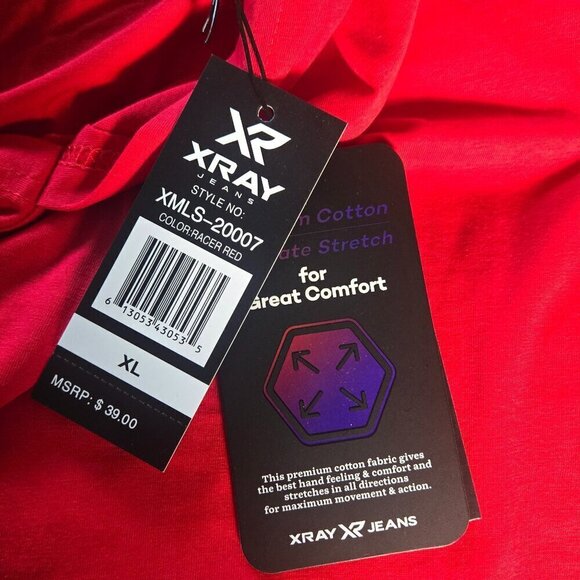 XR
XRAY
JEANS
STYLE NO:
XMLS-20007
COLOR:RACER RED
6 13053 43053 5
XL
MSRP: $ 39.00
Cotton
Stretch
for
Great Comfort
This premium cotton fabric gives
the best hand feeling & comfort and
stretches in all directions
for maximum movement & action.
XRAY XR JEANS